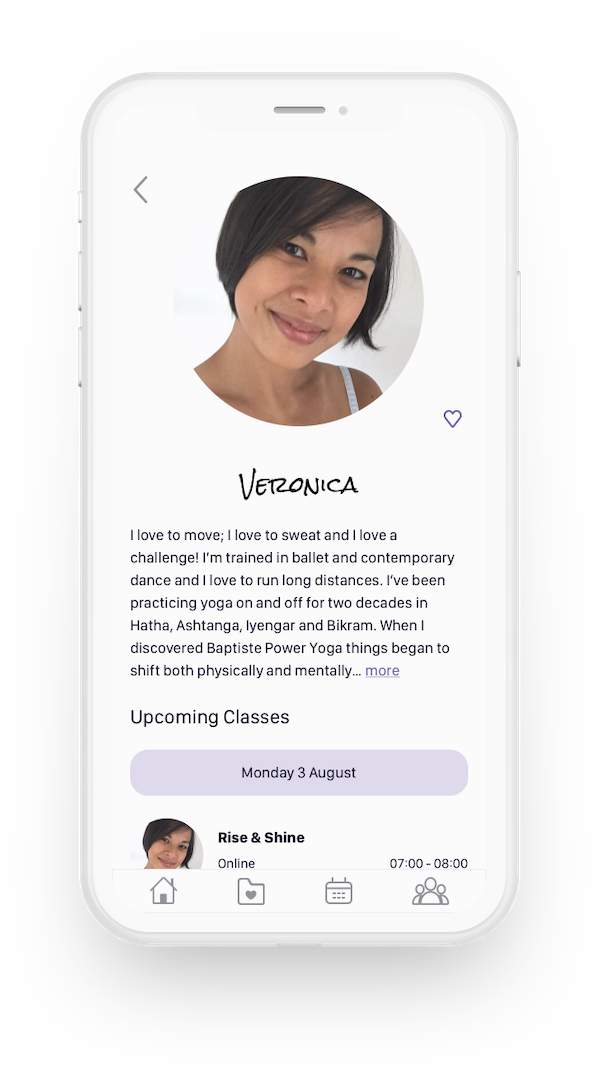 Veronica
I love to move; I love to sweat and I love a
challenge! I’m trained in ballet and contemporary
dance and I love to run long distances. I’ve been
practicing yoga on and off for two decades in
Hatha, Ashtanga, Iyengar and Bikram. When I
discovered Baptiste Power Yoga things began to
shift both physically and mentally... more
Upcoming Classes
Monday 3 August
Rise & Shine
Online 07:00 - 08:00